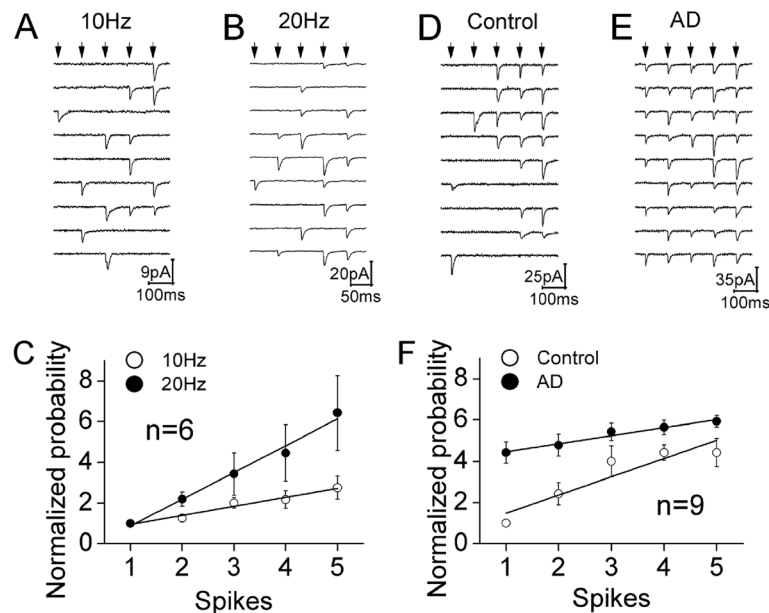 A 10Hz
B 20Hz
D Control
E AD
9pA
100ms
20pA
50ms
25pA
100ms
35pA
100ms
C
Normalized probability
8
6
4
2
0
10Hz
20Hz
n=6
1 2 3 4 5
Spikes
F
Normalized probability
8
6
4
2
0
Control
AD
n=9
1 2 3 4 5
Spikes